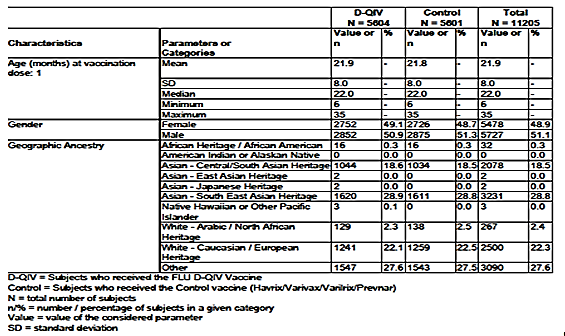 D-QIV Control Total
N = 5604 N = 5601 N = 11205
Characteristics Parameters or Categories Value or n % Value or n % Value or n %
Age (months) at vaccination dose: 1 Mean 21.9 - 21.8 - 21.9 -
SD 8.0 - 8.0 - 8.0 -
Median 22.0 - 22.0 - 22.0 -
Minimum 6 - 6 - 6 -
Maximum 35 - 35 - 35 -
Gender Female 2752 49.1 2726 48.7 5478 48.9
Male 2852 50.9 2875 51.3 5727 51.1
Geographic Ancestry African Heritage / African American 16 0.3 16 0.3 32 0.3
American Indian or Alaskan Native 0 0.0 0 0.0 0 0.0
Asian - Central/South Asian Heritage 1044 18.6 1034 18.5 2078 18.5
Asian - East Asian Heritage 2 0.0 0 0.0 2 0.0
Asian - Japanese Heritage 2 0.0 0 0.0 2 0.0
Asian - South East Asian Heritage 1620 28.9 1611 28.8 3231 28.8
Native Hawaiian or Other Pacific Islander 3 0.1 0 0.0 3 0.0
White - Arabic / North African Heritage 129 2.3 138 2.5 267 2.4
White - Caucasian / European Heritage 1241 22.1 1259 22.5 2500 22.3
Other 1547 27.6 1543 27.5 3090 27.6
D-QIV = Subjects who received the FLU D-QIV Vaccine
Control = Subjects who received the Control vaccine (Havrix/Varivax/Varilrix/Prevnar)
N = total number of subjects
n/% = number / percentage of subjects in a given category
Value = value of the considered parameter
SD = standard deviation